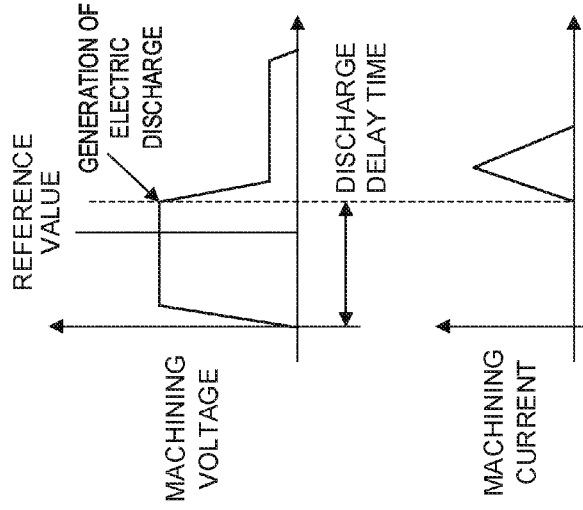 REFERENCE
VALUE
GENERATION OF
ELECTRIC
DISCHARGE
MACHINING
VOLTAGE
DISCHARGE
DELAY TIME
MACHINING
CURRENT